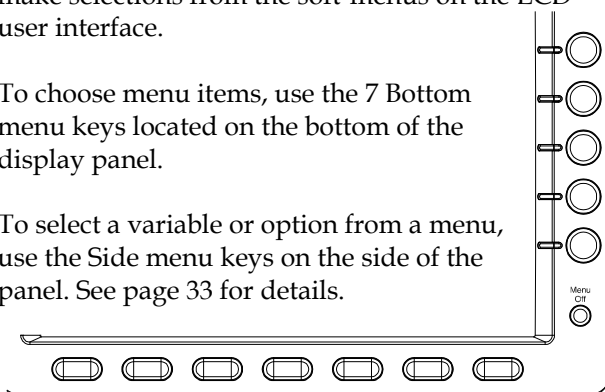 make selections from the soft-menus on the LCD
user interface.
To choose menu items, use the 7 Bottom
menu keys located on the bottom of the
display panel.
To select a variable or option from a menu,
use the Side menu keys on the side of the
panel. See page 33 for details.
Menu
Off